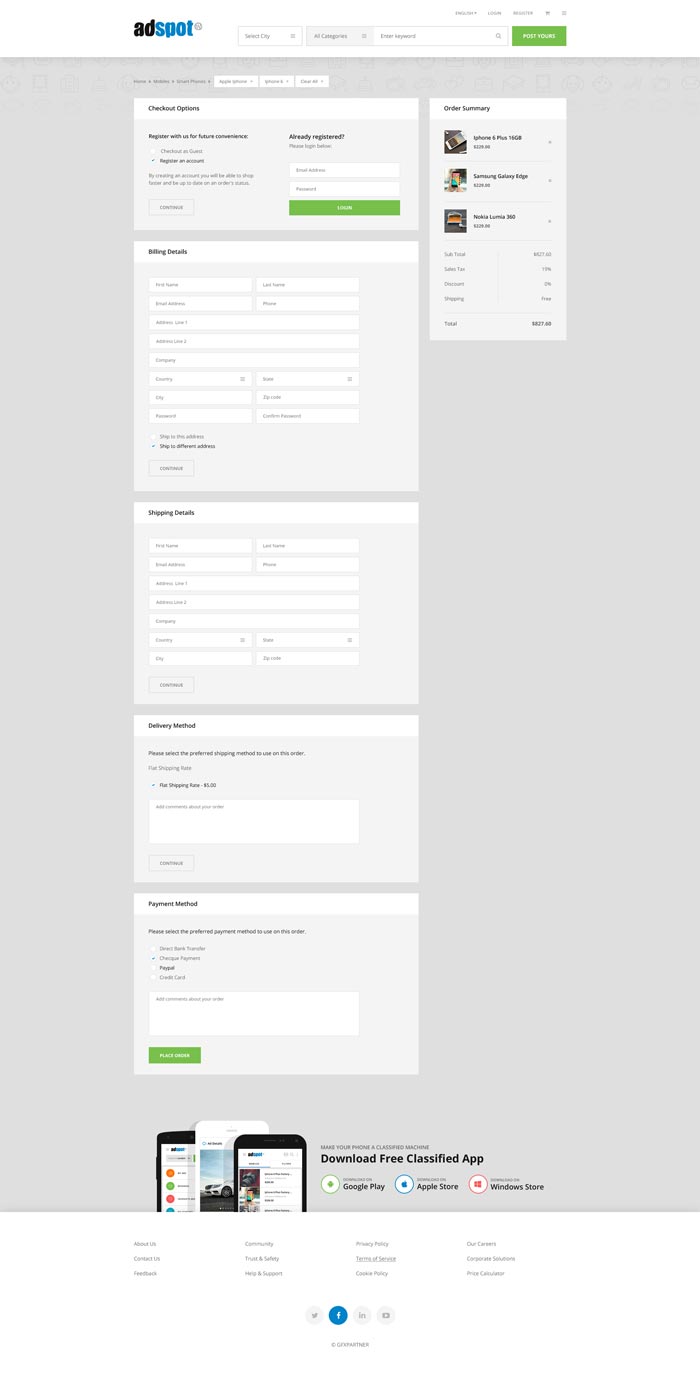 ENGLISH LOGIN REGISTER
adspot
Select City All Categories Enter keyword POST YOURS
Home Mobiles Smart Phones Apple Iphone × Iphone 6 × Clear All ×
Checkout Options
Register with us for future convenience:
Checkout as Guest
Register an account
By creating an account you will be able to shop
faster and be up to date on an order's status.
CONTINUE
Already registered?
Please login below:
Email Address
Password
LOGIN
Order Summary
Iphone 6 Plus 16GB
$229.00
Samsung Galaxy Edge
$229.00
Nokia Lumia 360
$229.00
Sub Total $827.60
Sales Tax 19%
Discount 0%
Shipping Free
Total $827.60
Billing Details
First Name Last Name
Email Address Phone
Address Line 1
Address Line 2
Company
Country State
City Zip code
Password Confirm Password
Ship to this address
Ship to different address
CONTINUE
Shipping Details
First Name Last Name
Email Address Phone
Address Line 1
Address Line 2
Company
Country State
City Zip code
CONTINUE
Delivery Method
Please select the preferred shipping method to use on this order.
Flat Shipping Rate
Flat Shipping Rate - $5.00
Add comments about your order
CONTINUE
Payment Method
Please select the preferred payment method to use on this order.
Direct Bank Transfer
Checque Payment
Paypal
Credit Card
Add comments about your order
PLACE ORDER
adspot
Ad Details
adspot
MAKE YOUR PHONE A CLASSIFIED MACHINE
Download Free Classified App
DOWNLOAD ON
Google Play
DOWNLOAD ON
Apple Store
DOWNLOAD ON
Windows Store
About Us Community Privacy Policy Our Careers
Contact Us Trust & Safety Terms of Service Corporate Solutions
Feedback Help & Support Cookie Policy Price Calculator
© GFXPARTNER